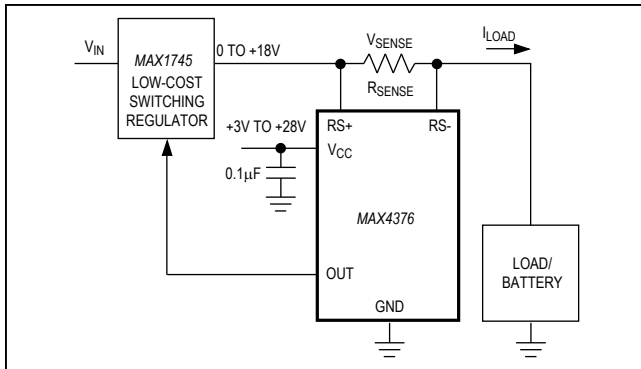 V_IN
MAX1745
LOW-COST
SWITCHING
REGULATOR
0 TO +18V
V_SENSE
R_SENSE
I_LOAD
+3V TO +28V
0.1µF
RS+
RS-
V_CC
MAX4376
OUT
GND
LOAD/
BATTERY